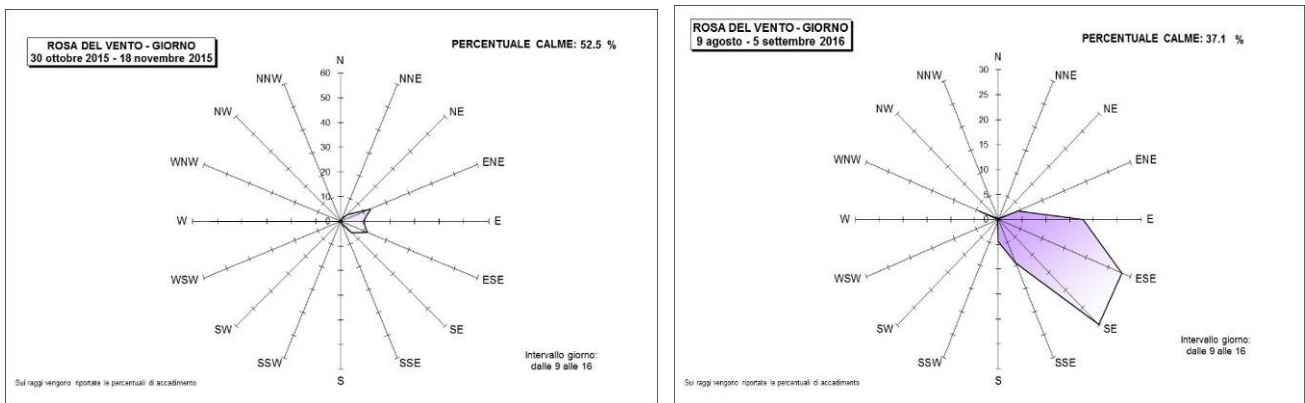 ROSA DEL VENTO - GIORNO
30 ottobre 2015 - 18 novembre 2015
PERCENTUALE CALME: 52.5 %
N
NNE
NE
ENE
E
ESE
SE
SSE
S
SSW
SW
WSW
W
WNW
NW
NNW
60
50
40
30
20
10
0
Intervallo giorno:
dalle 9 alle 16
Sui raggi vengono riportate le percentuali di accadimento
ROSA DEL VENTO - GIORNO
9 agosto - 5 settembre 2016
PERCENTUALE CALME: 37.1 %
N
NNE
NE
ENE
E
ESE
SE
SSE
S
SSW
SW
WSW
W
WNW
NW
NNW
30
25
20
15
10
5
0
Intervallo giorno:
dalle 9 alle 16
Sui raggi vengono riportate le percentuali di accadimento